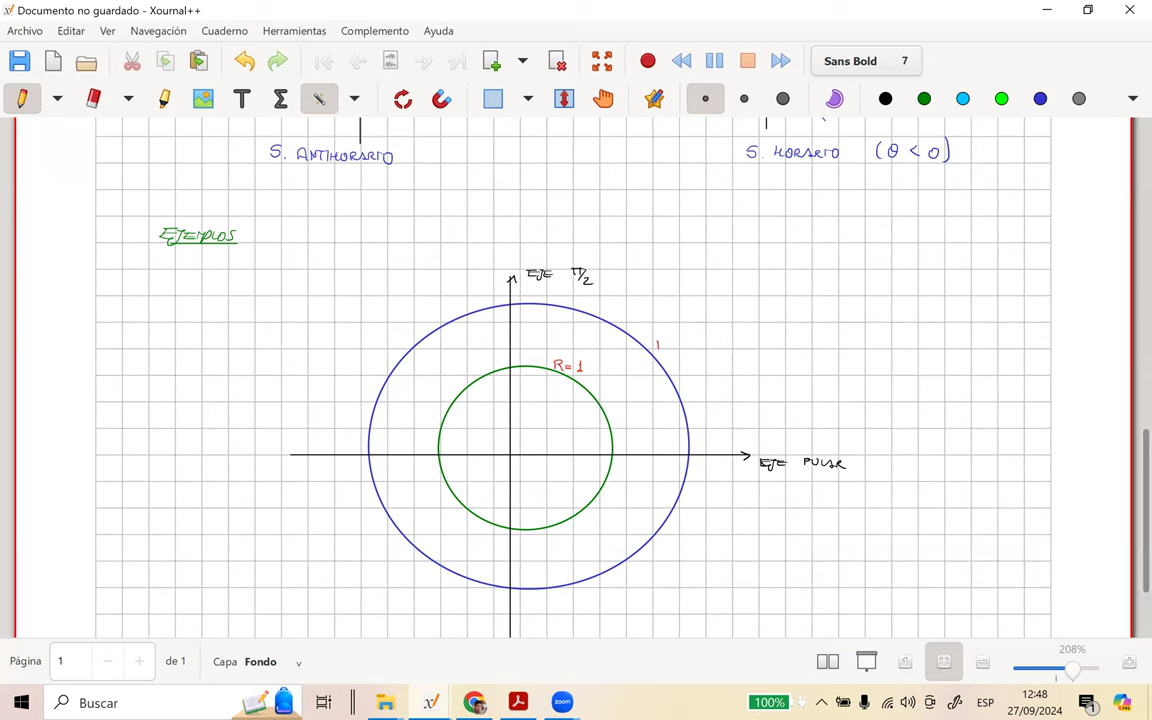 Documento no guardado - Xournal++
Archivo Editar Ver Navegación Cuaderno Herramientas Complemento Ayuda
Sans Bold 7
S. ANTIHORARIO
S. HORARIO (θ < 0)
EJEMPLOS
EJE π/2
R=1
EJE POLAR
Página 1 de 1 Capa Fondo
208%
Buscar
100%
ESP
12:48
27/09/2024
1